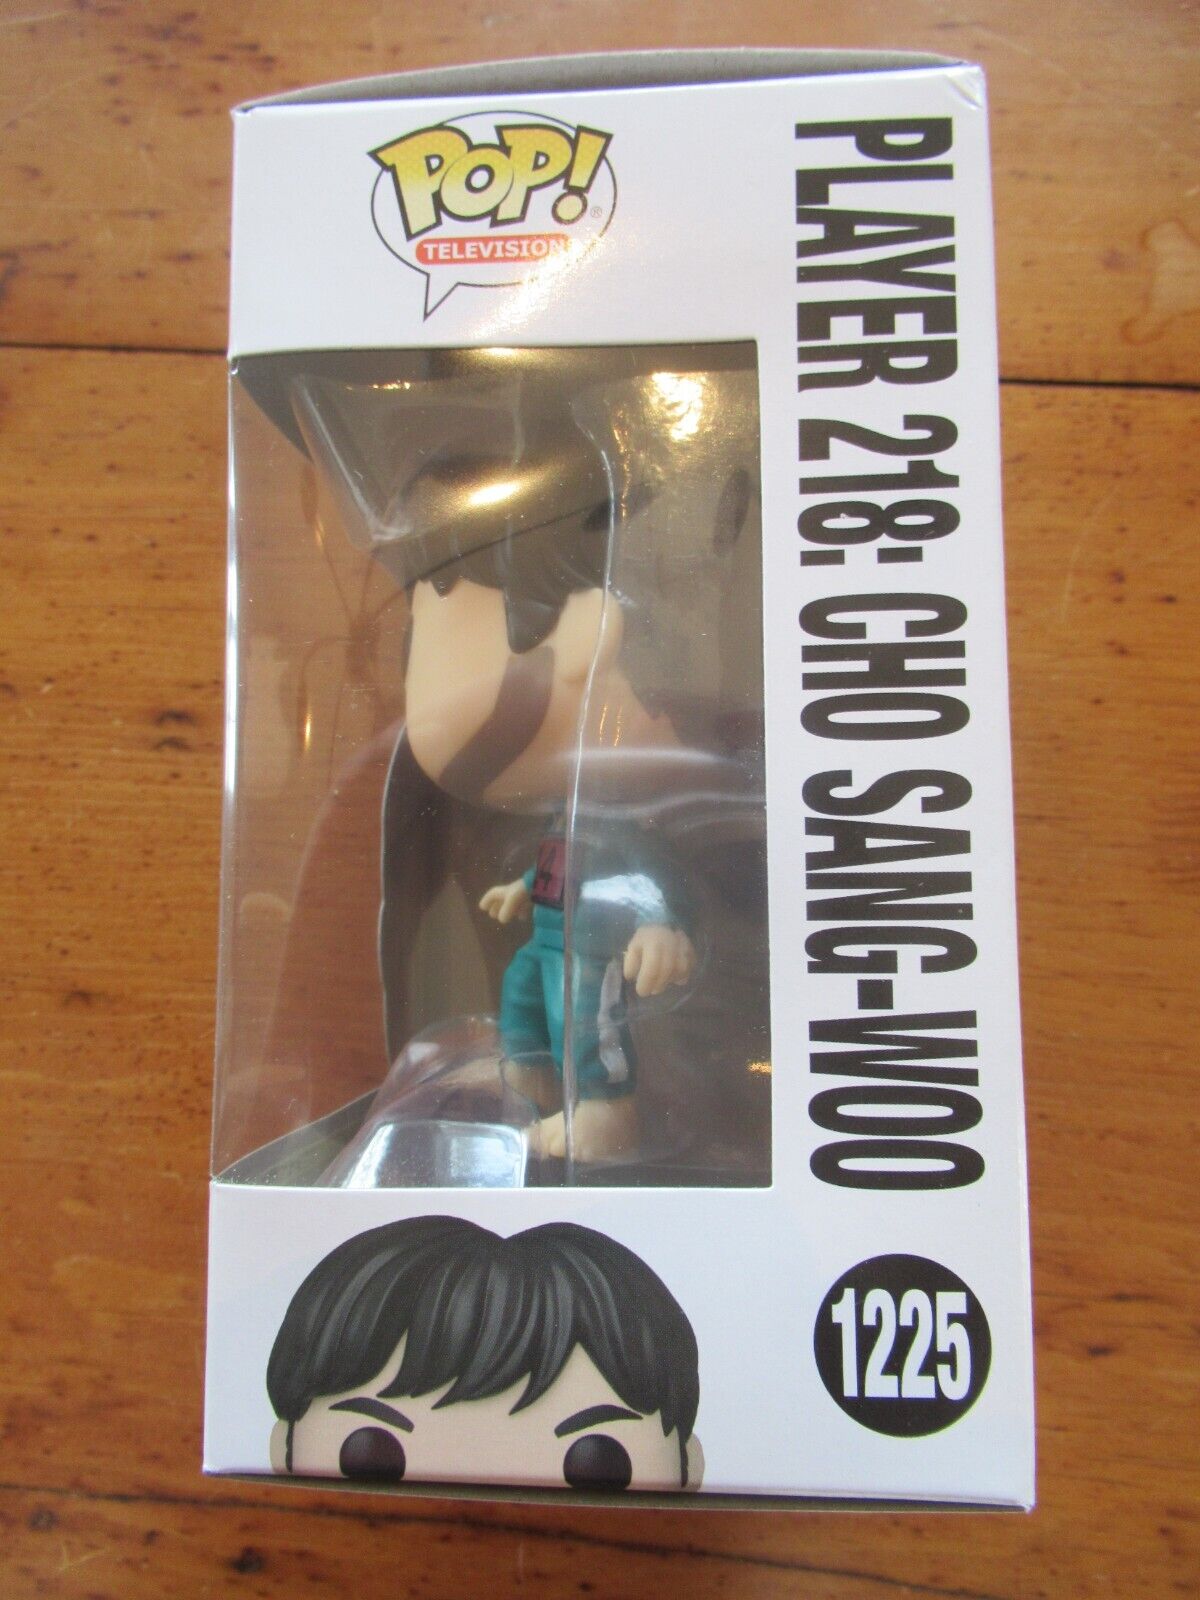 POP!
®
TELEVISION
PLAYER 218: CHO SANG-WOO
1225